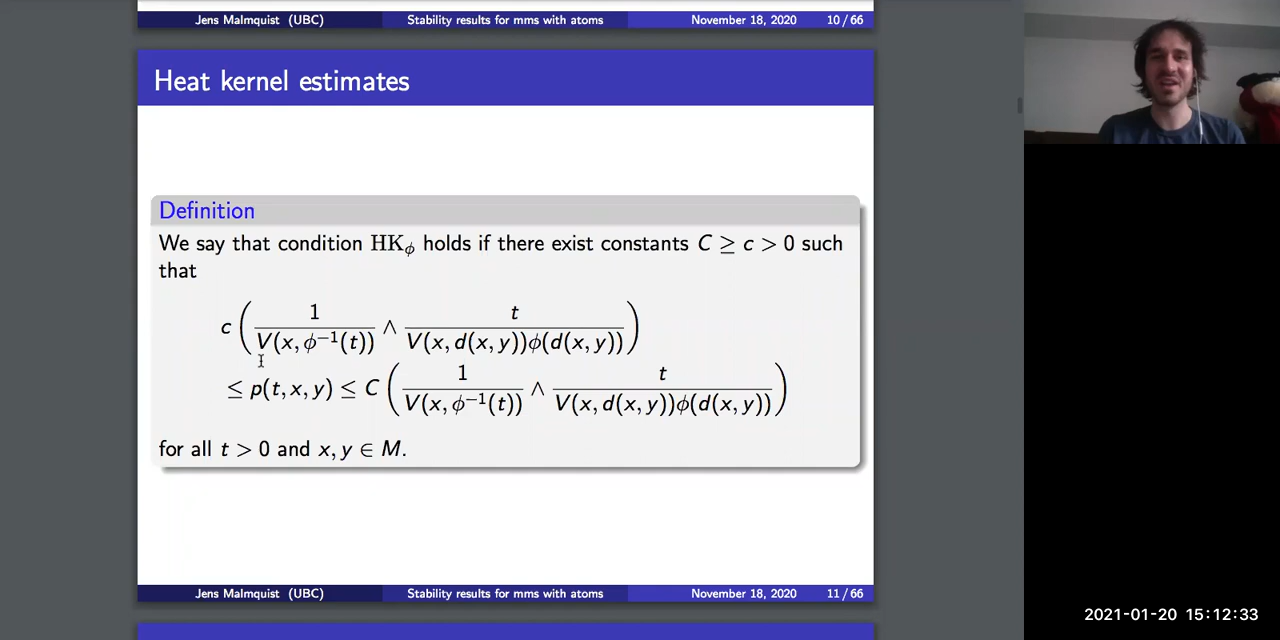 Jens Malmquist (UBC) Stability results for mms with atoms November 18, 2020 10 / 66
Heat kernel estimates
Definition
We say that condition HK_ϕ holds if there exist constants C ≥ c > 0 such
that
c ( 1 / V(x, ϕ⁻¹(t)) ∧ t / V(x, d(x, y))ϕ(d(x, y)) )
≤ p(t, x, y) ≤ C ( 1 / V(x, ϕ⁻¹(t)) ∧ t / V(x, d(x, y))ϕ(d(x, y)) )
for all t > 0 and x, y ∈ M.
Jens Malmquist (UBC) Stability results for mms with atoms November 18, 2020 11 / 66
2021-01-20 15:12:33